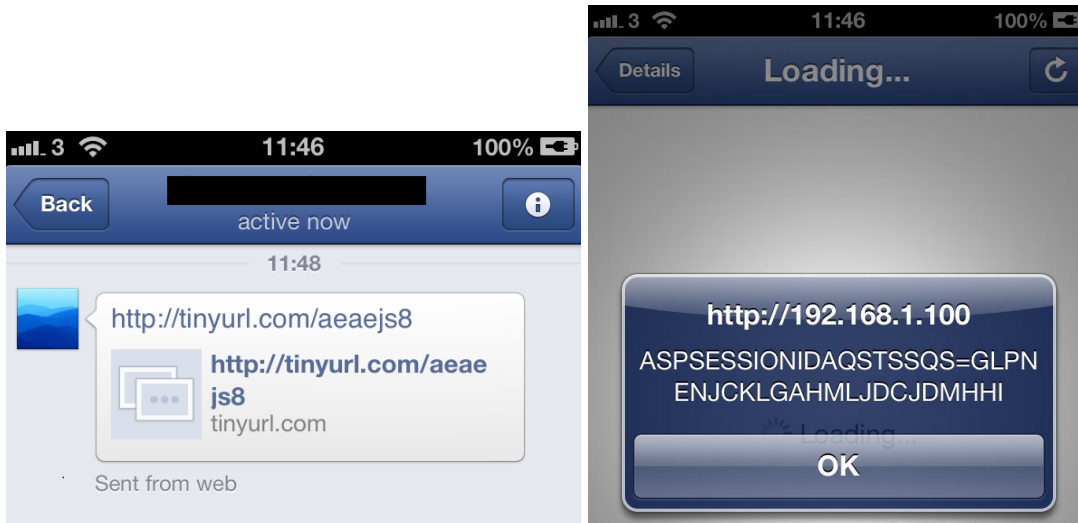 3 11:46 100%
Back
active now
11:48
http://tinyurl.com/aeaejs8
http://tinyurl.com/aeae
js8
tinyurl.com
Sent from web
3 11:46 100%
Details Loading...
http://192.168.1.100
ASPSESSIONIDAQSTSSQS=GLPN
ENJCKLGAHMLJDCJDMHHI
Loading...
OK